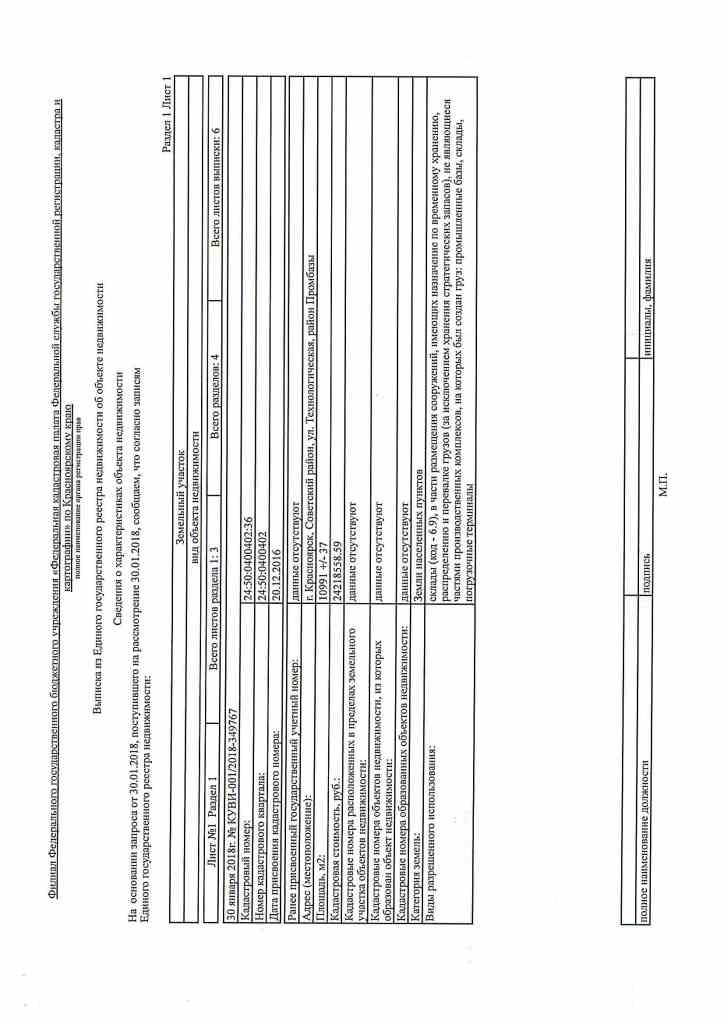 Филиал Федерального государственного бюджетного учреждения «Федеральная кадастровая палата Федеральной службы государственной регистрации, кадастра и
картографии» по Красноярскому краю
полное наименование органа регистрации прав
Выписка из Единого государственного реестра недвижимости об объекте недвижимости
Сведения о характеристиках объекта недвижимости
На основании запроса от 30.01.2018, поступившего на рассмотрение 30.01.2018, сообщаем, что согласно записям
Единого государственного реестра недвижимости:
Раздел 1 Лист 1
Земельный участок
вид объекта недвижимости
Лист №1 Раздел 1 Всего листов раздела 1: 3 Всего разделов: 4 Всего листов выписки: 6
30 января 2018г. № КУВИ-001/2018-349767
Кадастровый номер: 24:50:0400402:36
Номер кадастрового квартала: 24:50:0400402
Дата присвоения кадастрового номера: 20.12.2016
Ранее присвоенный государственный учетный номер: данные отсутствуют
Адрес (местоположение): г. Красноярск, Советский район, ул. Технологическая, район Промбазы
Площадь, м2: 10991 +/- 37
Кадастровая стоимость, руб.: 24218558.59
Кадастровые номера расположенных в пределах земельного данные отсутствуют
участка объектов недвижимости:
Кадастровые номера объектов недвижимости, из которых данные отсутствуют
образован объект недвижимости:
Кадастровые номера образованных объектов недвижимости: данные отсутствуют
Категория земель: Земли населенных пунктов
Виды разрешенного использования: склады (код - 6.9), в части размещения сооружений, имеющих назначение по временному хранению,
распределению и перевалке грузов (за исключением хранения стратегических запасов), не являющиеся
частями производственных комплексов, на которых был создан груз: промышленные базы, склады,
погрузочные терминалы
полное наименование должности подпись инициалы, фамилия
М.П.